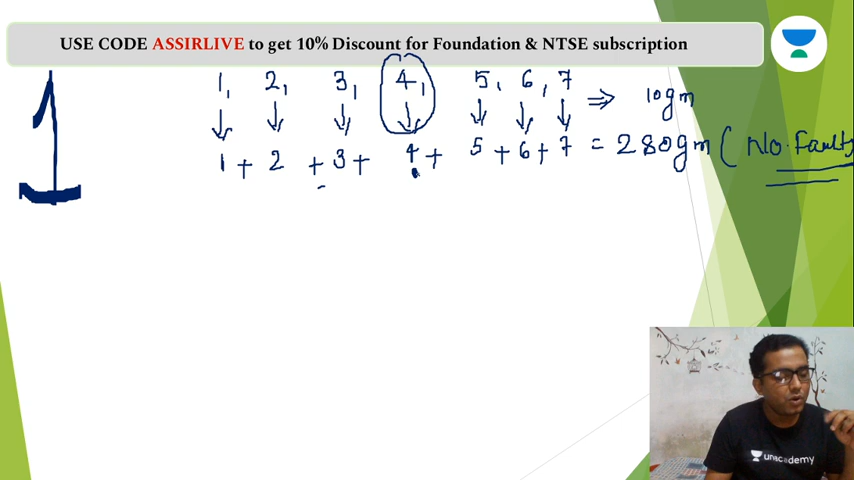 USE CODE ASSIRLIVE to get 10% Discount for Foundation & NTSE subscription
1, 2, 3, 4, 5, 6, 7 ⇒ 10gm
↓ ↓ ↓ ↓ ↓ ↓ ↓
1 + 2 + 3 + 4 + 5 + 6 + 7 = 280gm ( No. Fault
1
unacademy